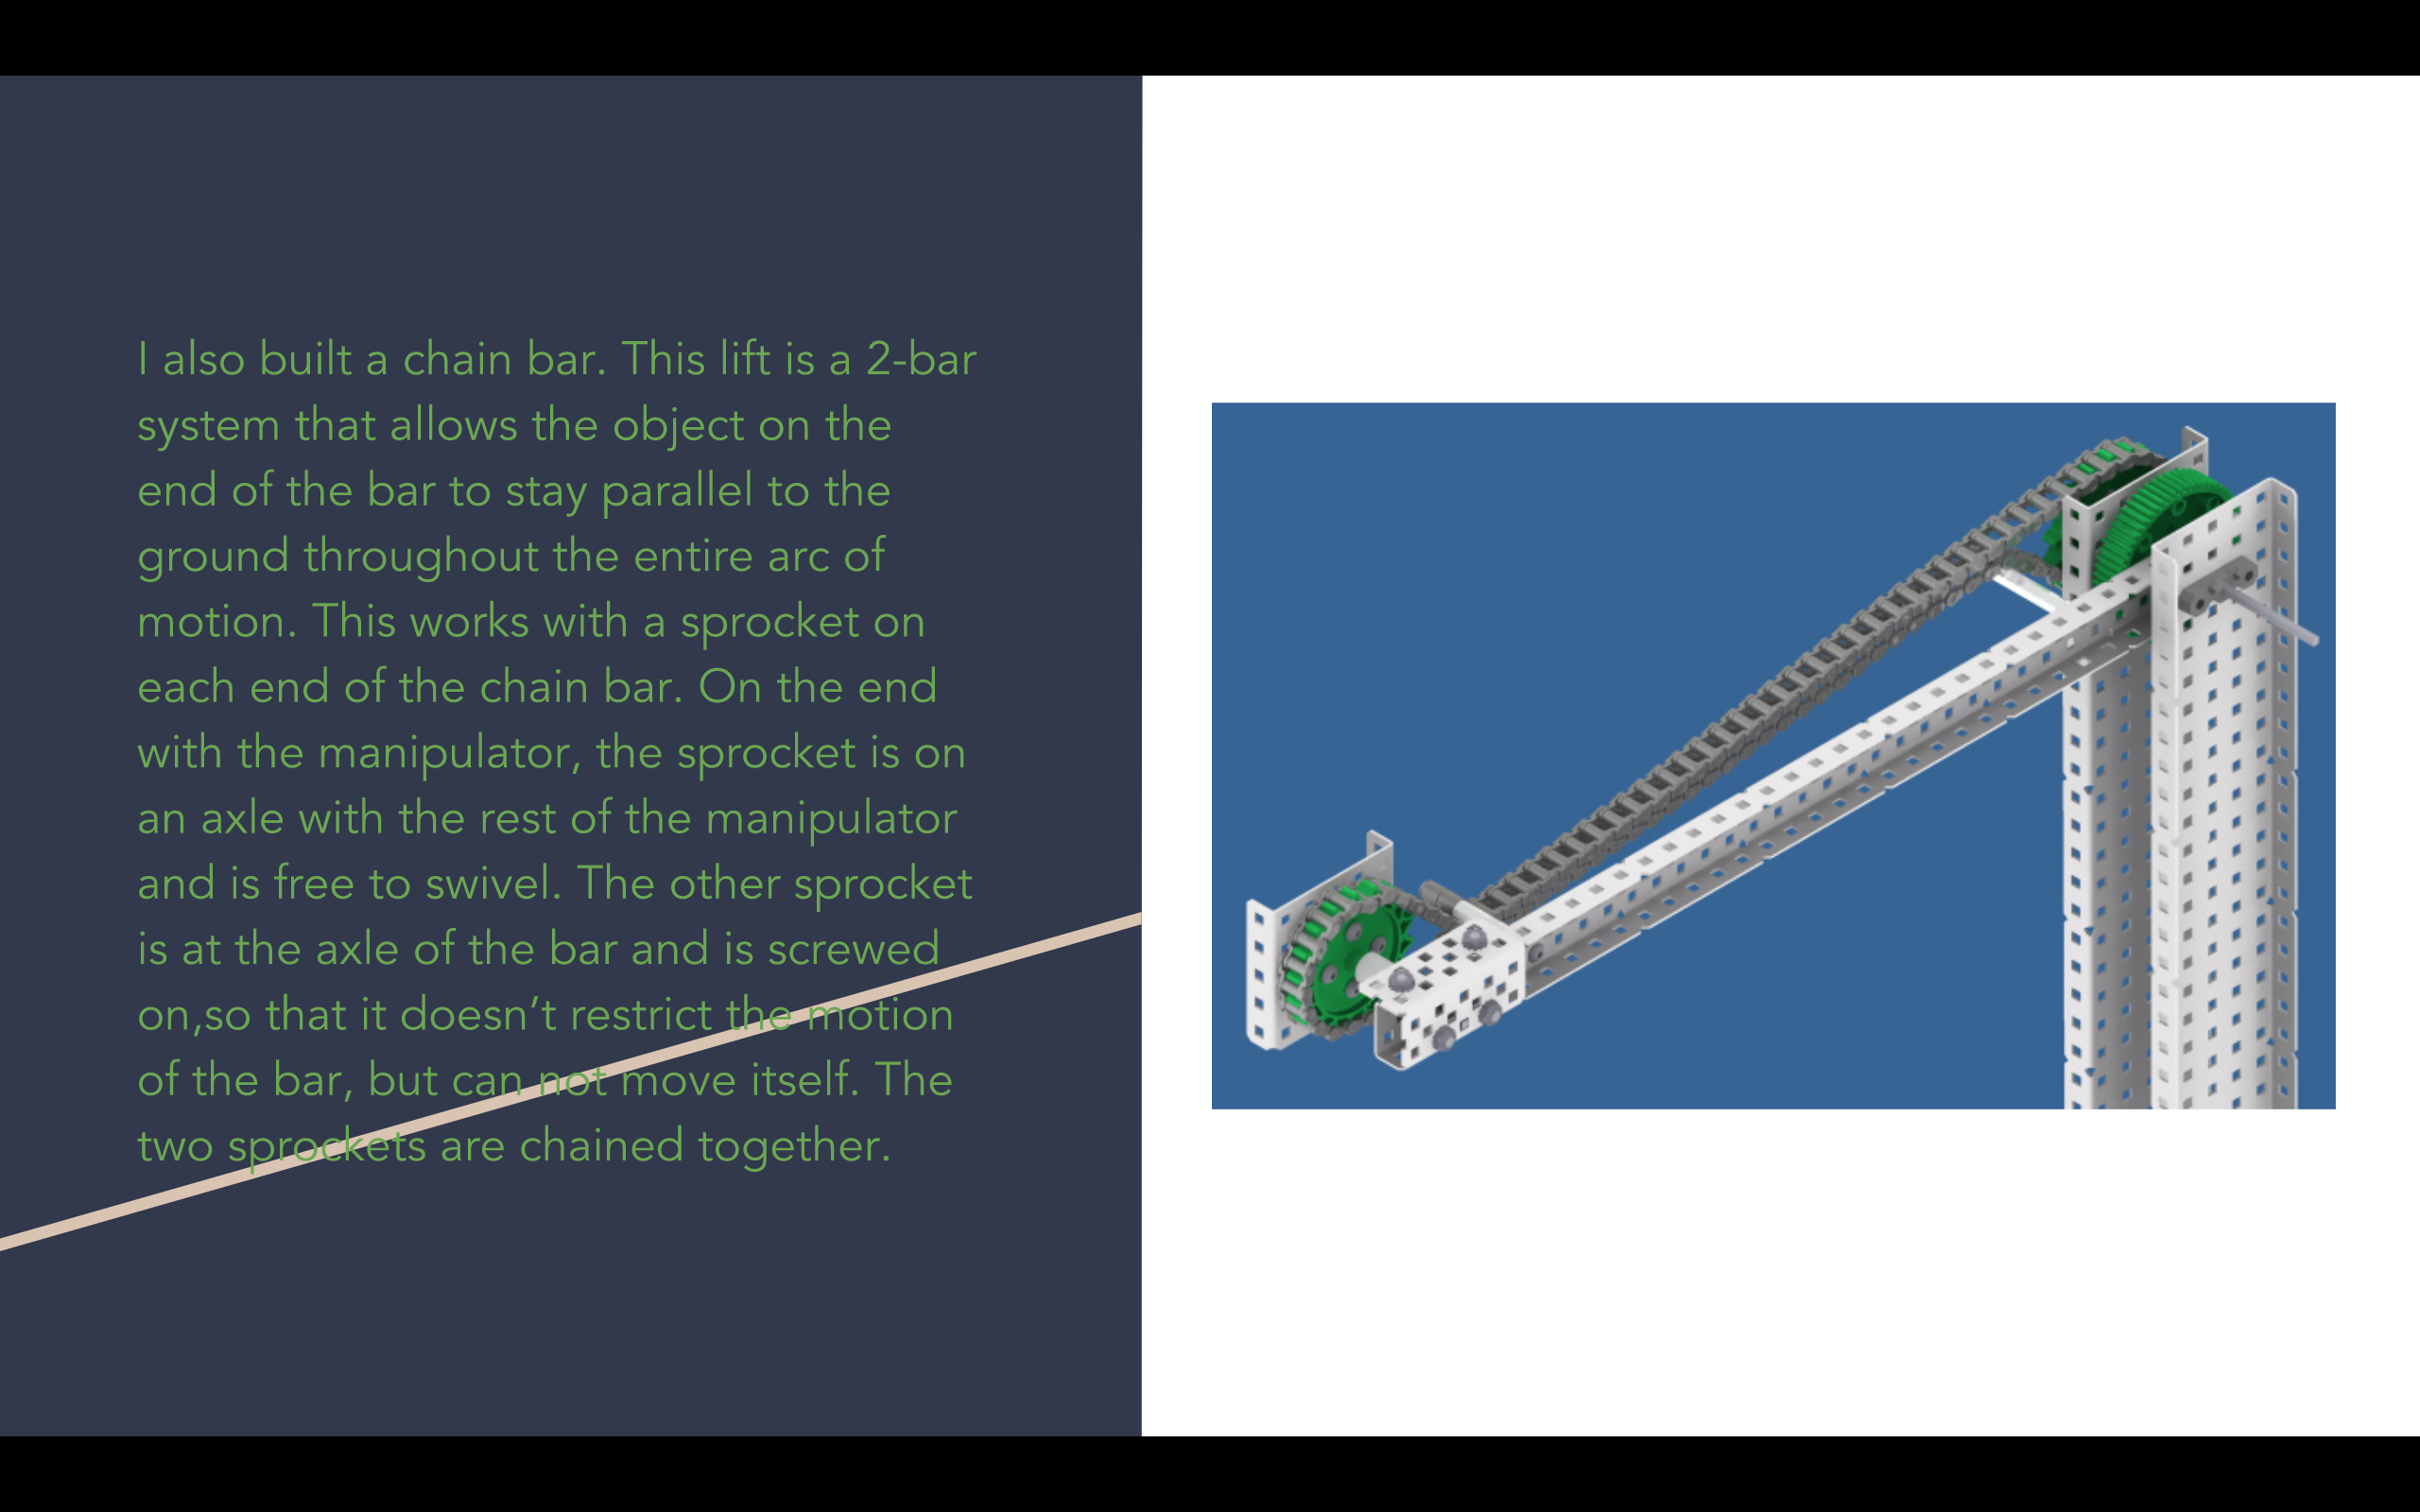 I also built a chain bar. This lift is a 2-bar
system that allows the object on the
end of the bar to stay parallel to the
ground throughout the entire arc of
motion. This works with a sprocket on
each end of the chain bar. On the end
with the manipulator, the sprocket is on
an axle with the rest of the manipulator
and is free to swivel. The other sprocket
is at the axle of the bar and is screwed
on,so that it doesn’t restrict the motion
of the bar, but can not move itself. The
two sprockets are chained together.